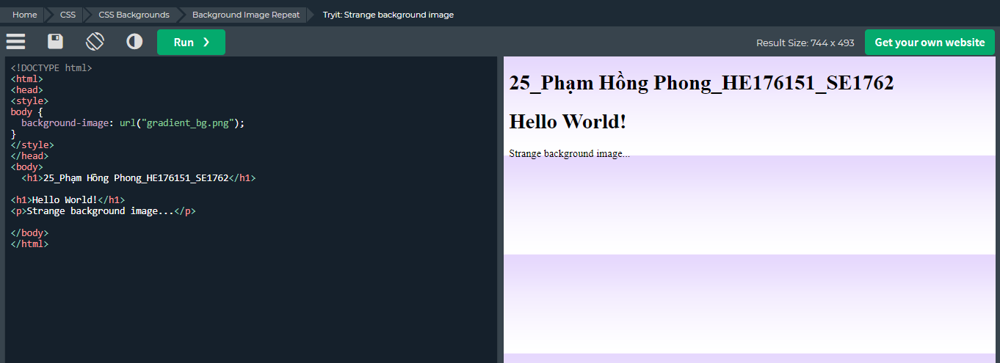 Home CSS CSS Backgrounds Background Image Repeat Tryit: Strange background image
Run ❯ Result Size: 744 x 493 Get your own website
<!DOCTYPE html>
<html>
<head>
<style>
body {
  background-image: url("gradient_bg.png");
}
</style>
</head>
<body>
  <h1>25_Phạm Hồng Phong_HE176151_SE1762</h1>
<h1>Hello World!</h1>
<p>Strange background image...</p>
</body>
</html>
25_Phạm Hồng Phong_HE176151_SE1762
Hello World!
Strange background image...